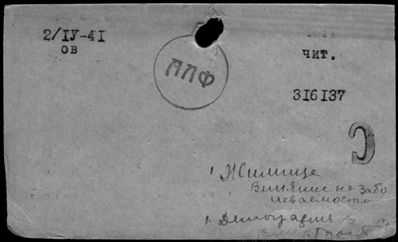 2/IV-41
ов
ЛЛФ
чит.
316137
С
1 Жилище
Влияние на забо
леваемость
1. Демография